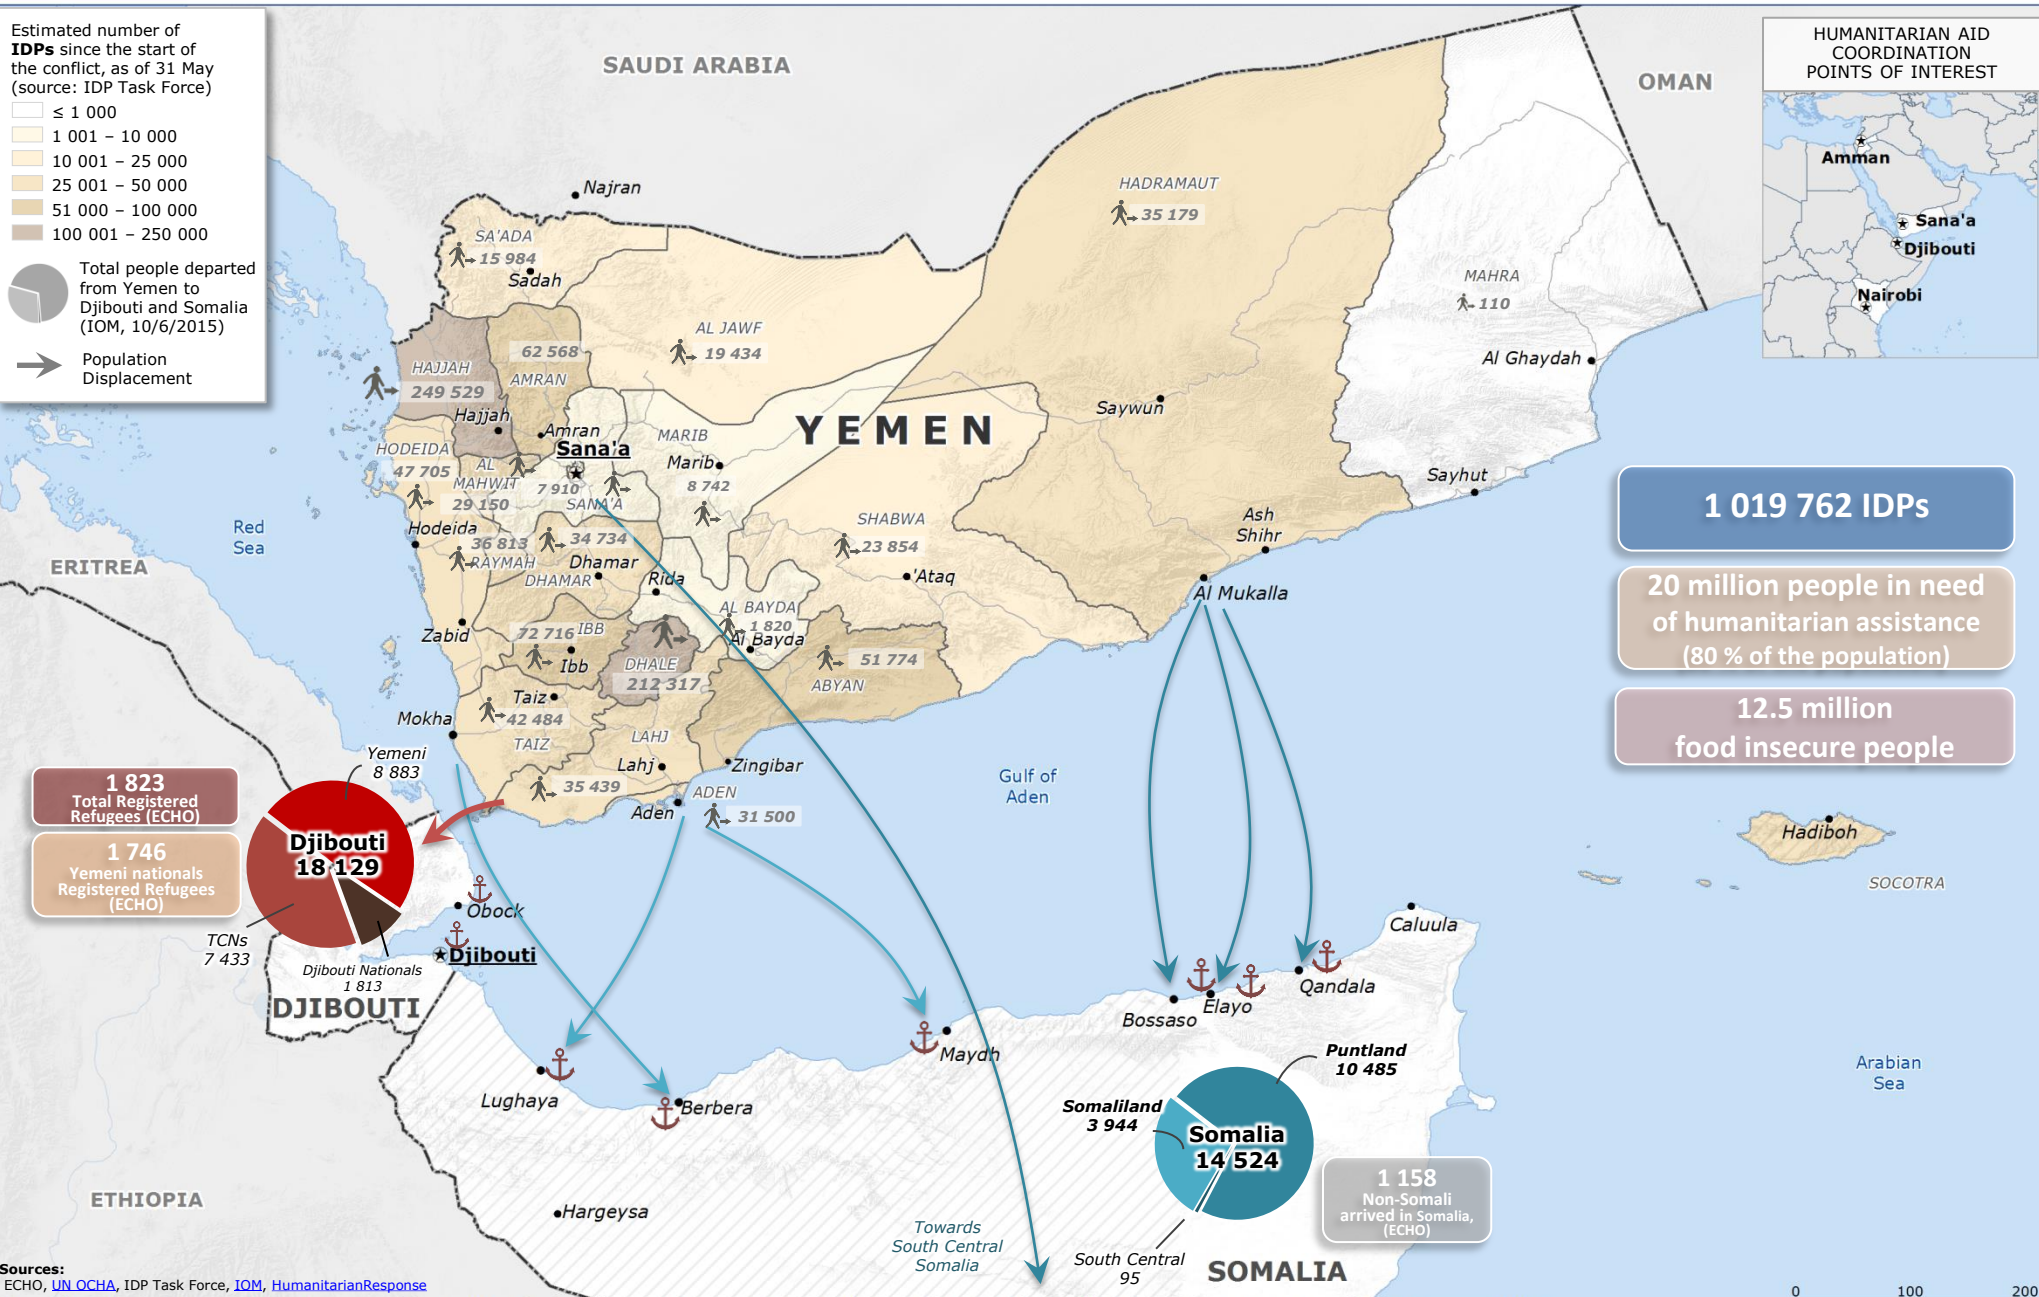 Estimated number of
IDPs since the start of
the conflict, as of 31 May
(source: IDP Task Force)
≤ 1 000
1 001 – 10 000
10 001 – 25 000
25 001 – 50 000
51 000 – 100 000
100 001 – 250 000
Total people departed
from Yemen to
Djibouti and Somalia
(IOM, 10/6/2015)
Population
Displacement
SAUDI ARABIA
OMAN
HUMANITARIAN AID
COORDINATION
POINTS OF INTEREST
Amman
Sana'a
Djibouti
Nairobi
Najran
SA'ADA
15 984
Sadah
HADRAMAUT
35 179
MAHRA
110
Al Ghaydah
AL JAWF
19 434
62 568
AMRAN
HAJJAH
249 529
Hajjah
Amran
Sana'a
YEMEN
Saywun
MARIB
Marib
8 742
HODEIDA
47 705
AL
MAHWIT
29 150
7 910
SANA'A
Sayhut
Hodeida
36 813
RAYMAH
34 734
Dhamar
DHAMAR
Rida
SHABWA
23 854
'Ataq
Ash
Shihr
Al Mukalla
Red
Sea
ERITREA
Zabid
72 716
IBB
Ibb
AL BAYDA
1 820
Al Bayda
DHALE
212 317
51 774
ABYAN
Taiz
42 484
TAIZ
Mokha
LAHJ
Lahj
Zingibar
35 439
Aden
ADEN
31 500
Gulf of
Aden
1 019 762 IDPs
20 million people in need
of humanitarian assistance
(80 % of the population)
12.5 million
food insecure people
Hadiboh
SOCOTRA
1 823
Total Registered
Refugees (ECHO)
1 746
Yemeni nationals
Registered Refugees
(ECHO)
Yemeni
8 883
Djibouti
18 129
TCNs
7 433
Djibouti Nationals
1 813
DJIBOUTI
Obock
Djibouti
Caluula
Qandala
Elayo
Bossaso
Maydh
Lughaya
Berbera
Arabian
Sea
Puntland
10 485
Somaliland
3 944
Somalia
14 524
South Central
95
1 158
Non-Somali
arrived in Somalia,
(ECHO)
SOMALIA
ETHIOPIA
Hargeysa
Towards
South Central
Somalia
Sources:
ECHO, UN OCHA, IDP Task Force, IOM, HumanitarianResponse
0 100 200